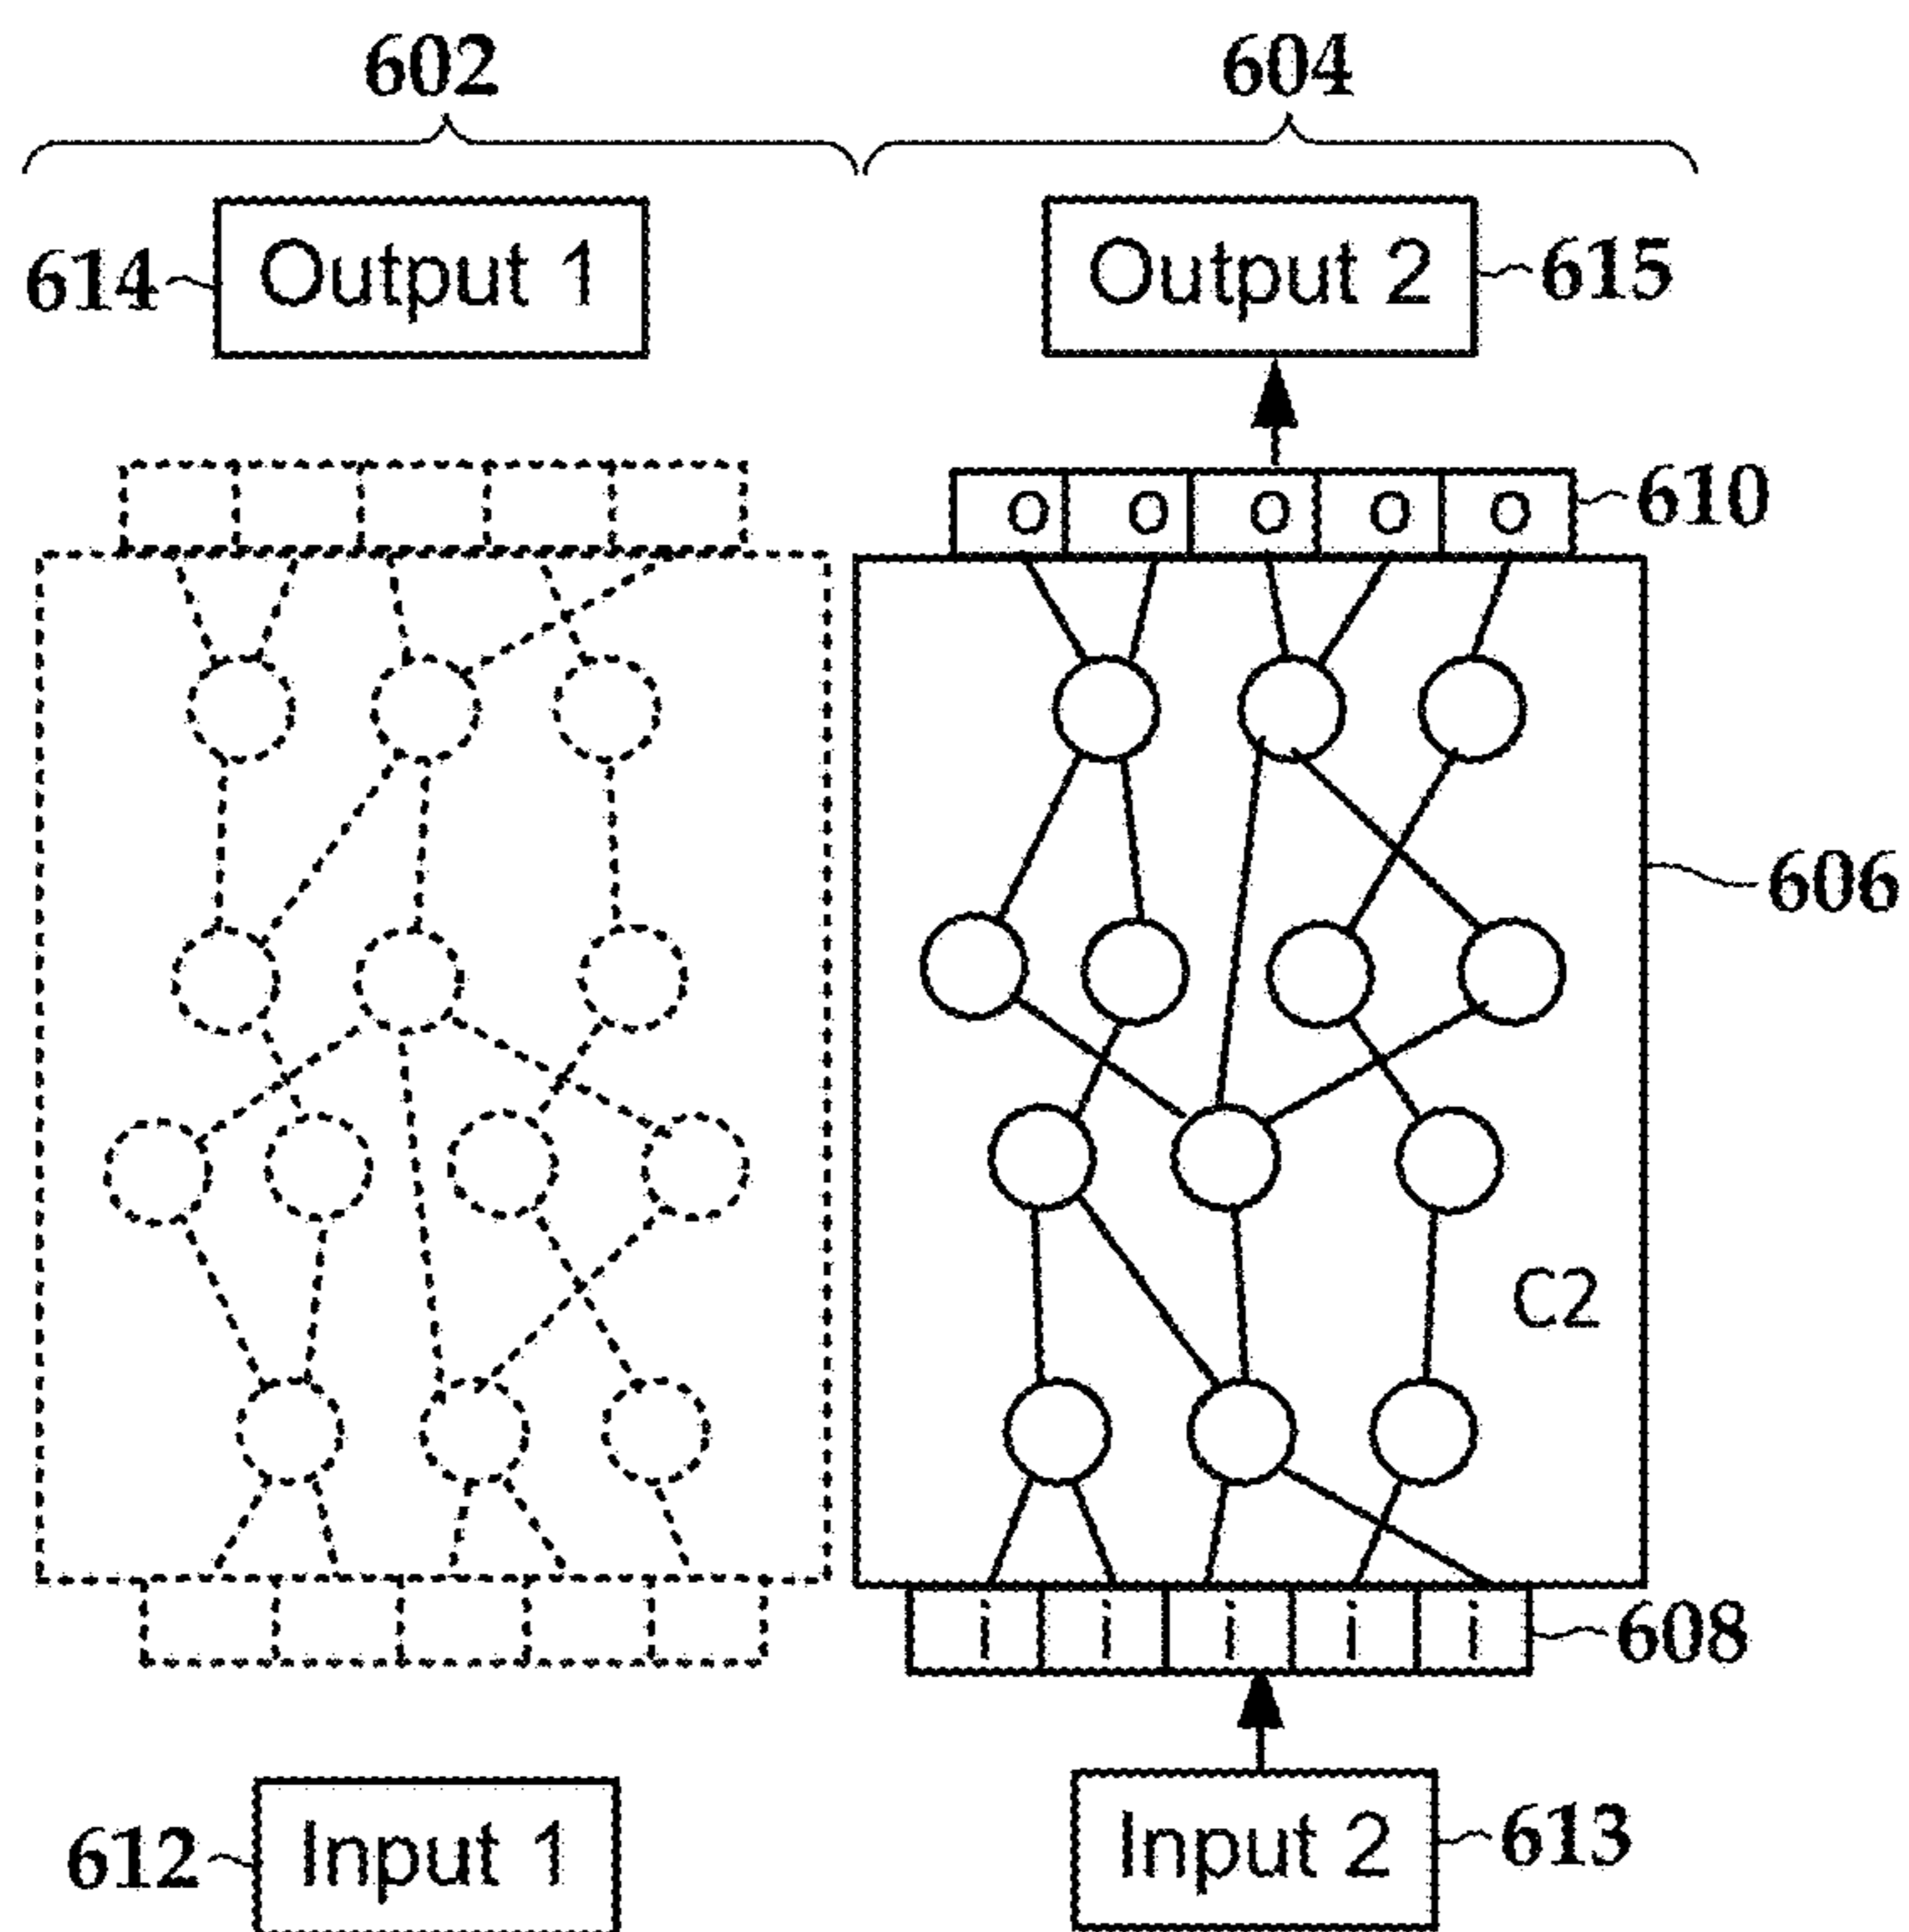 602
604
614
Output 1
Output 2
615
o o o o o
610
606
C2
i i i i i
608
612
Input 1
Input 2
613